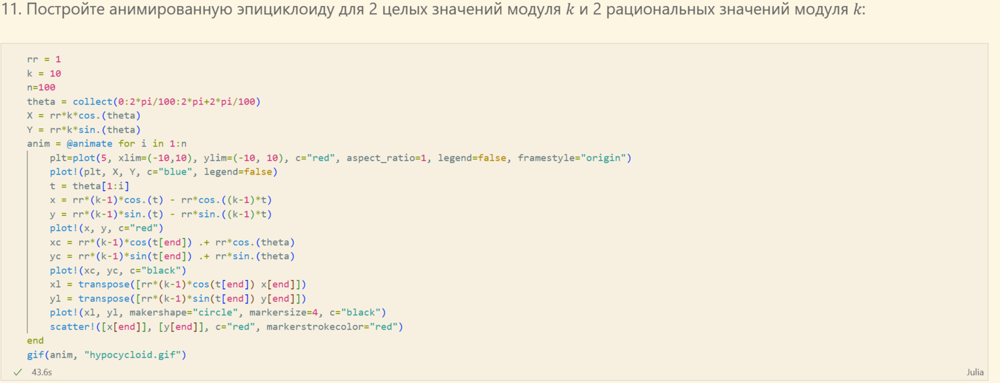 11. Постройте анимированную эпициклоиду для 2 целых значений модуля k и 2 рациональных значений модуля k:
rr = 1
k = 10
n=100
theta = collect(0:2*pi/100:2*pi+2*pi/100)
X = rr*k*cos.(theta)
Y = rr*k*sin.(theta)
anim = @animate for i in 1:n
    plt=plot(5, xlim=(-10,10), ylim=(-10, 10), c="red", aspect_ratio=1, legend=false, framestyle="origin")
    plot!(plt, X, Y, c="blue", legend=false)
    t = theta[1:i]
    x = rr*(k-1)*cos.(t) - rr*cos.((k-1)*t)
    y = rr*(k-1)*sin.(t) - rr*sin.((k-1)*t)
    plot!(x, y, c="red")
    xc = rr*(k-1)*cos(t[end]) .+ rr*cos.(theta)
    yc = rr*(k-1)*sin(t[end]) .+ rr*sin.(theta)
    plot!(xc, yc, c="black")
    xl = transpose([rr*(k-1)*cos(t[end]) x[end]])
    yl = transpose([rr*(k-1)*sin(t[end]) y[end]])
    plot!(xl, yl, makershape="circle", markersize=4, c="black")
    scatter!([x[end]], [y[end]], c="red", markerstrokecolor="red")
end
gif(anim, "hypocycloid.gif")
43.6s
Julia